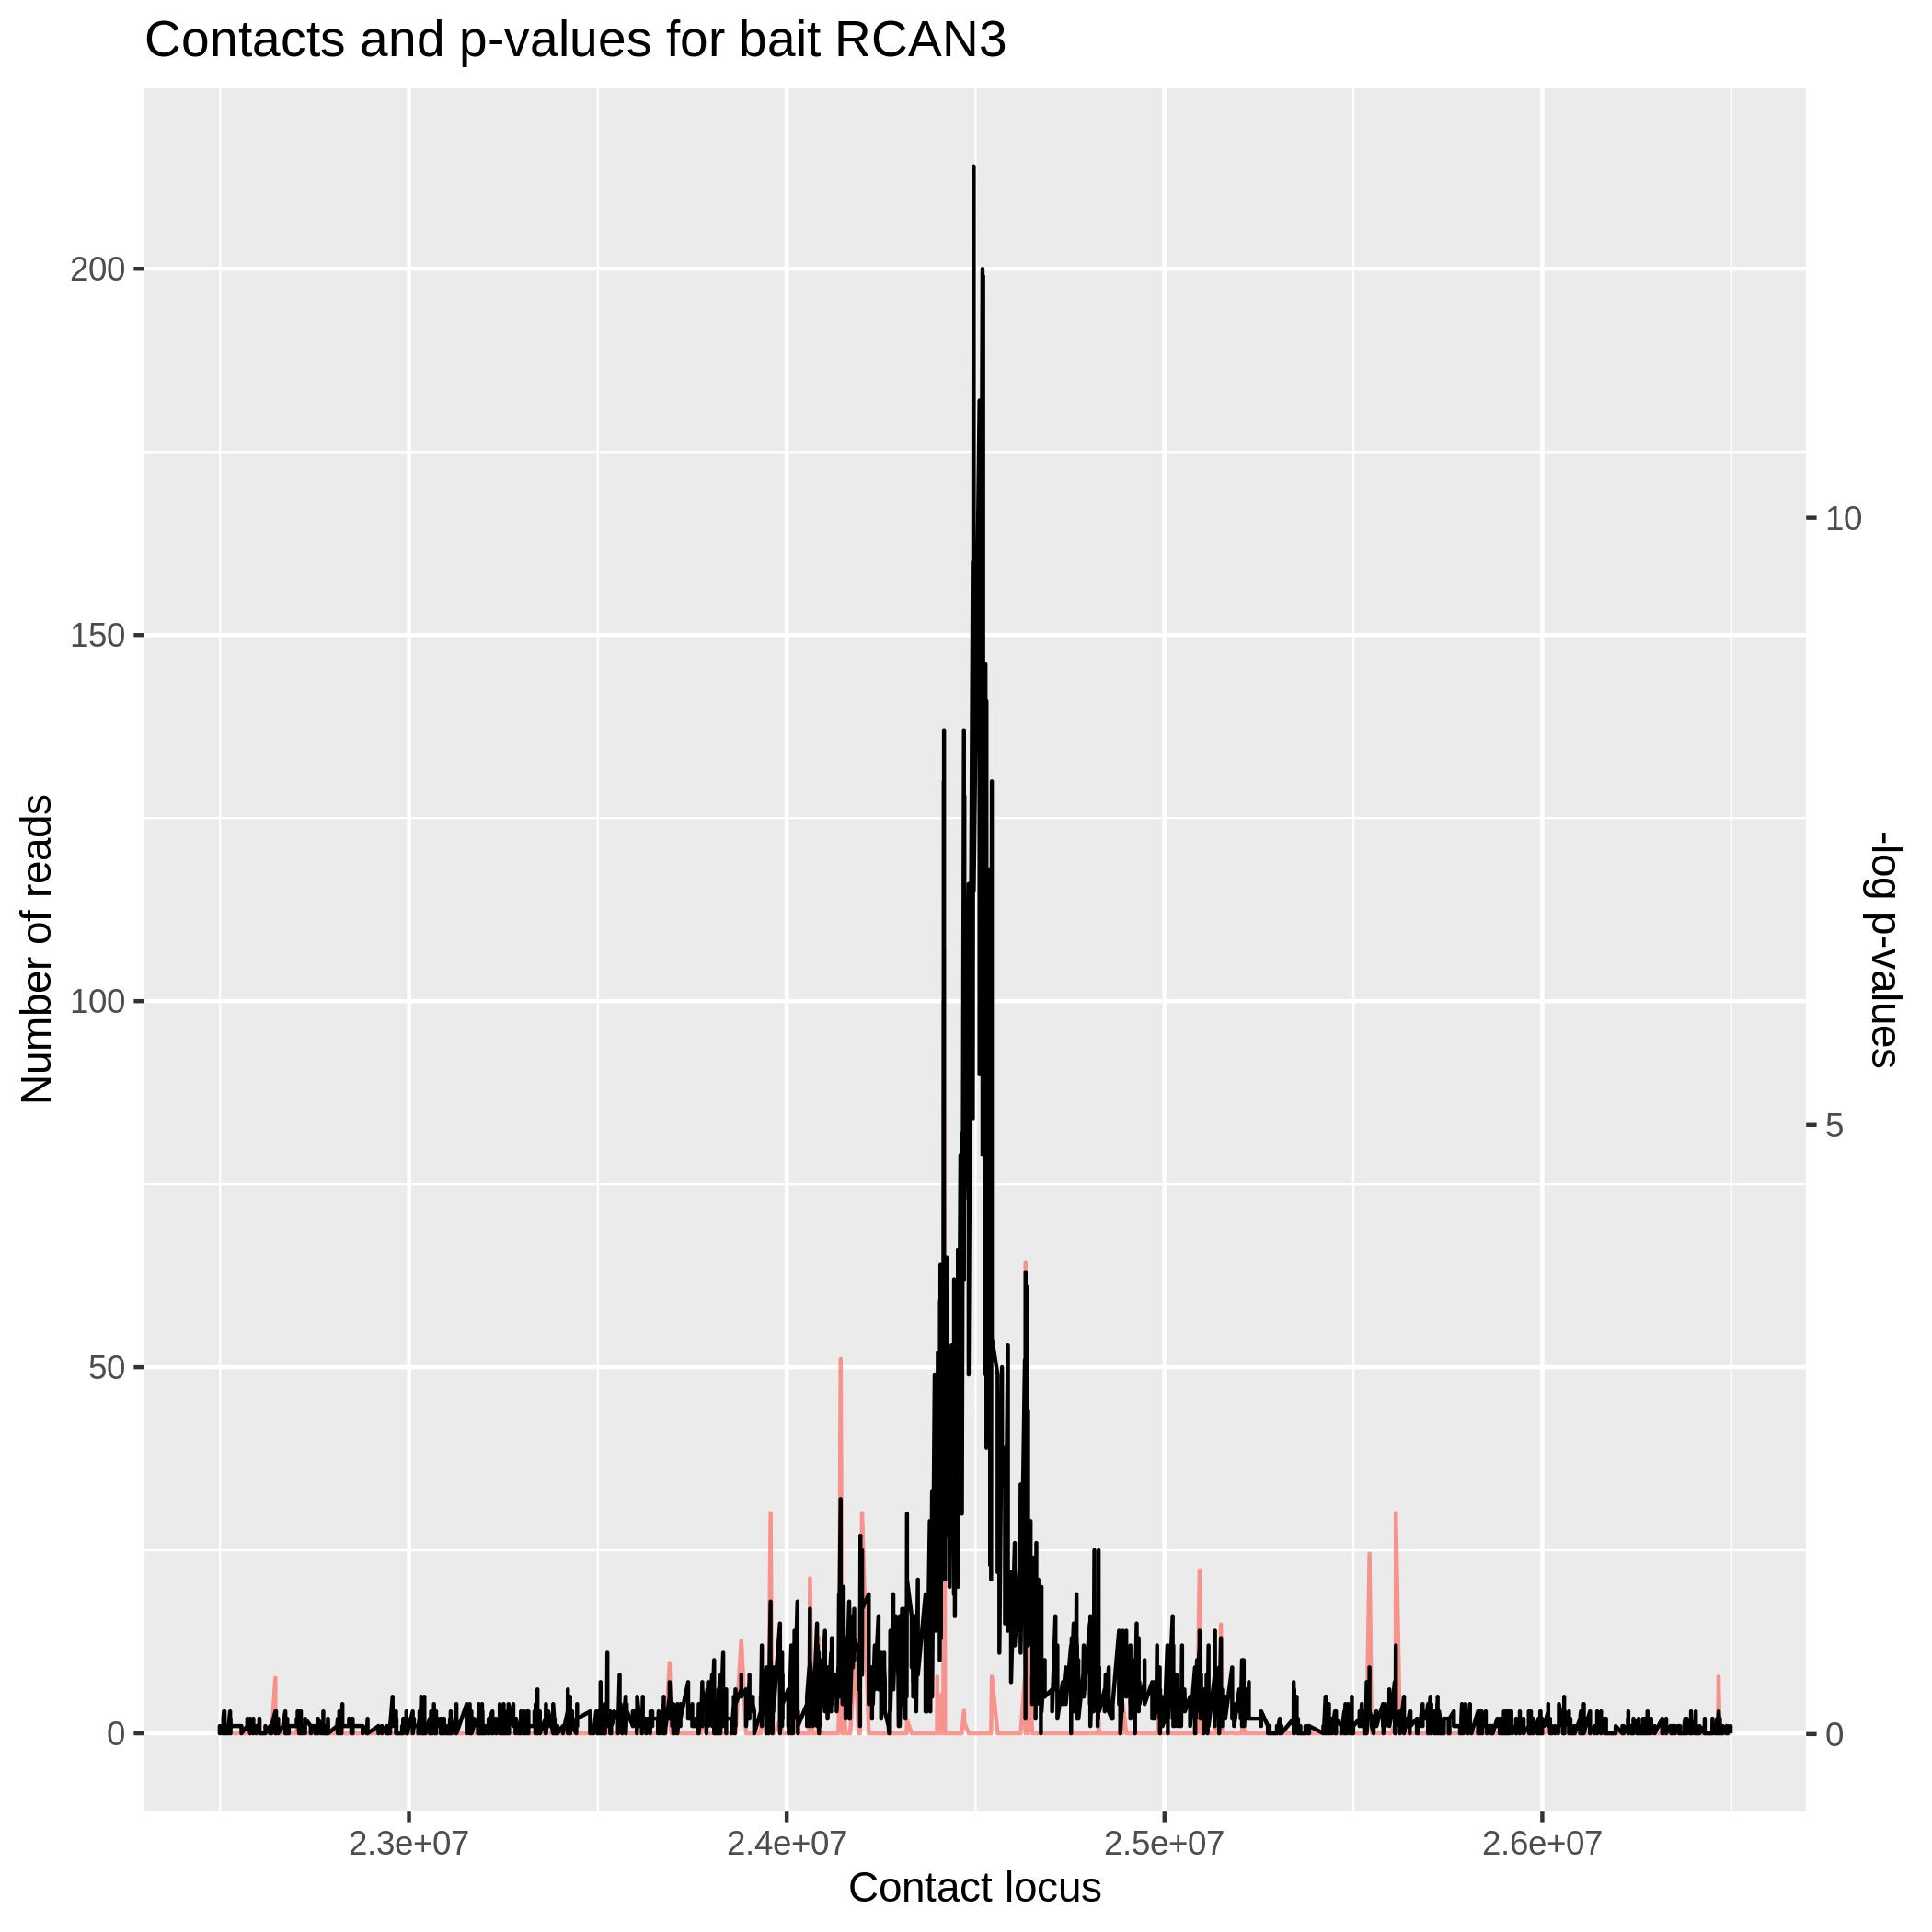 Contacts and p-values for bait RCAN3
200
150
100
50
0
Number of reads
10
5
0
-log p-values
2.3e+07
2.4e+07
2.5e+07
2.6e+07
Contact locus